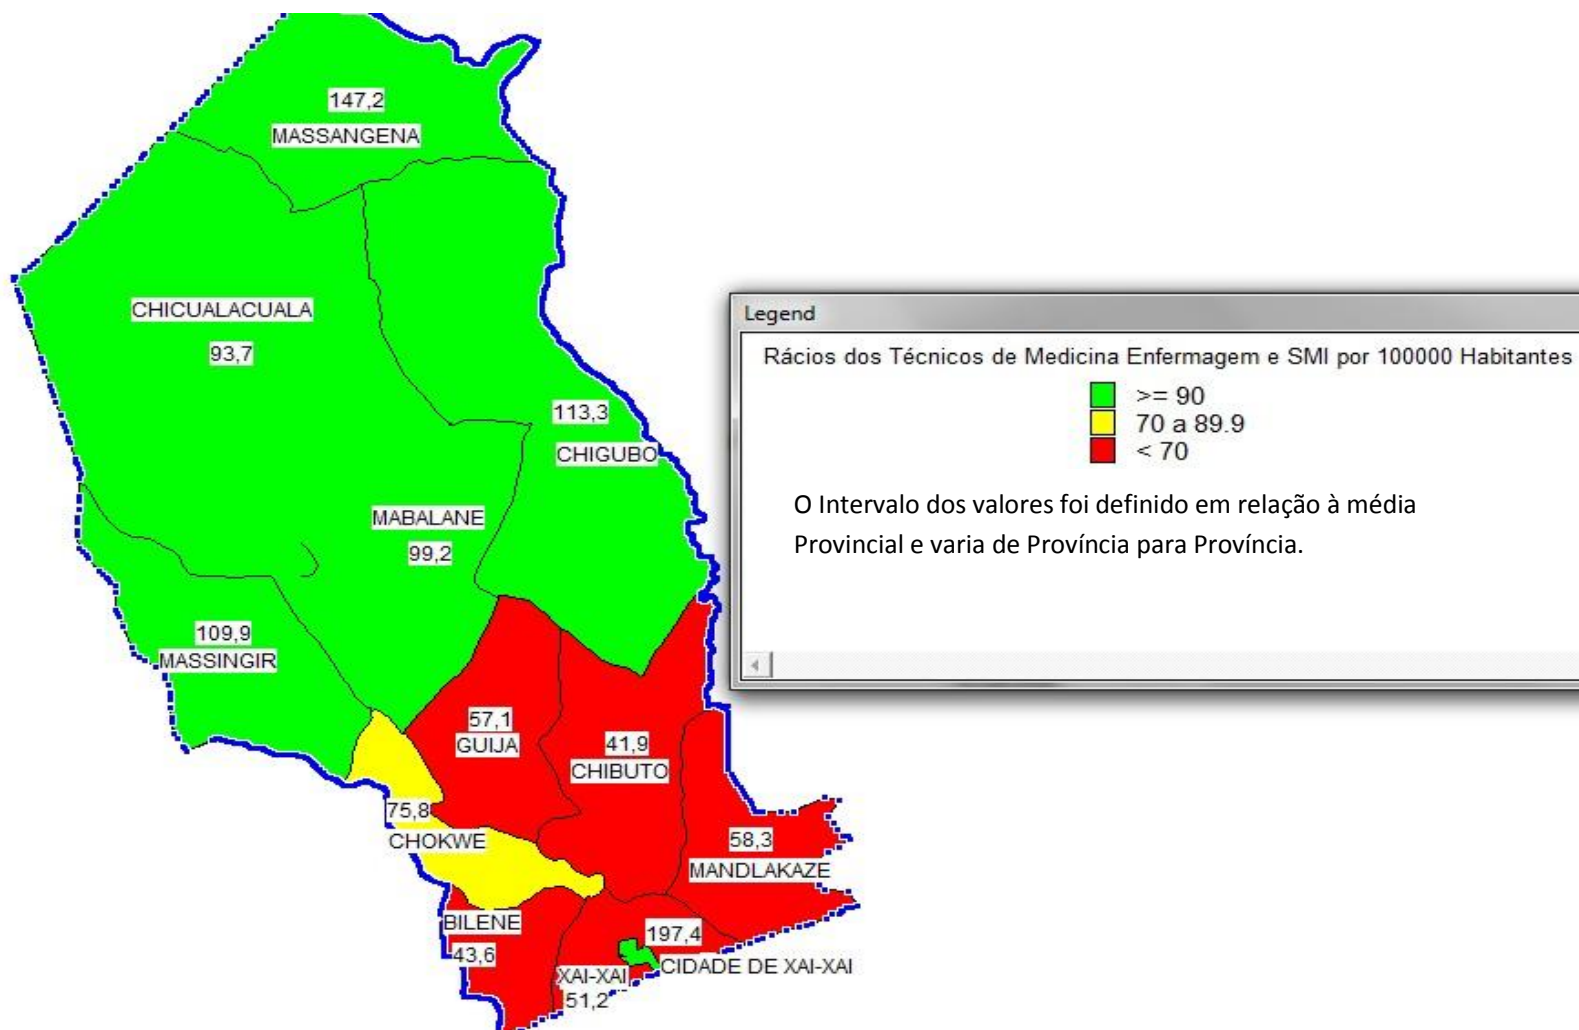 147,2
MASSANGENA
CHICUALACUALA
93,7
113,3
CHIGUBO
MABALANE
99,2
109,9
MASSINGIR
57,1
GUIJA
41,9
CHIBUTO
75,8
CHOKWE
58,3
MANDLAKAZE
BILENE
43,6
197,4
CIDADE DE XAI-XAI
XAI-XAI
51,2
Legend
Rácios dos Técnicos de Medicina Enfermagem e SMI por 100000 Habitantes
>= 90
70 a 89.9
< 70
O Intervalo dos valores foi definido em relação à média
Provincial e varia de Província para Província.